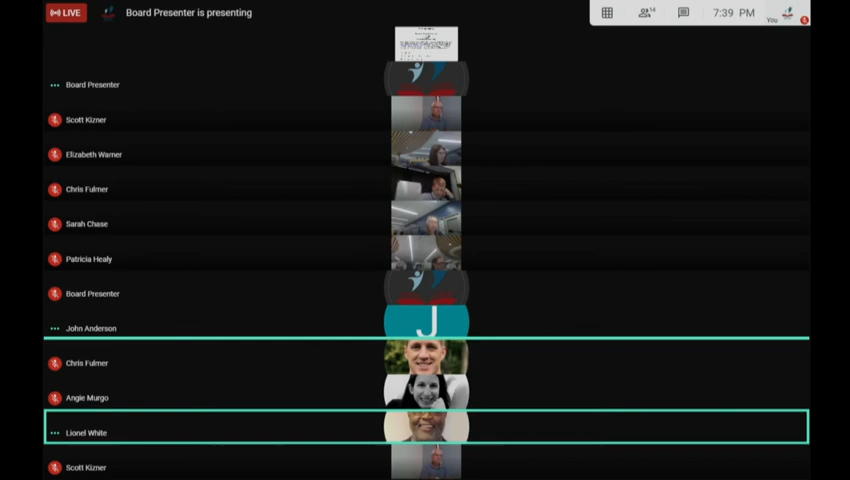 LIVE
Board Presenter is presenting
14
7:39 PM
You
Board Presenter
Scott Kizner
Elizabeth Warner
Chris Fulmer
Sarah Chase
Patricia Healy
Board Presenter
J
John Anderson
Chris Fulmer
Angie Murgo
Lionel White
Scott Kizner